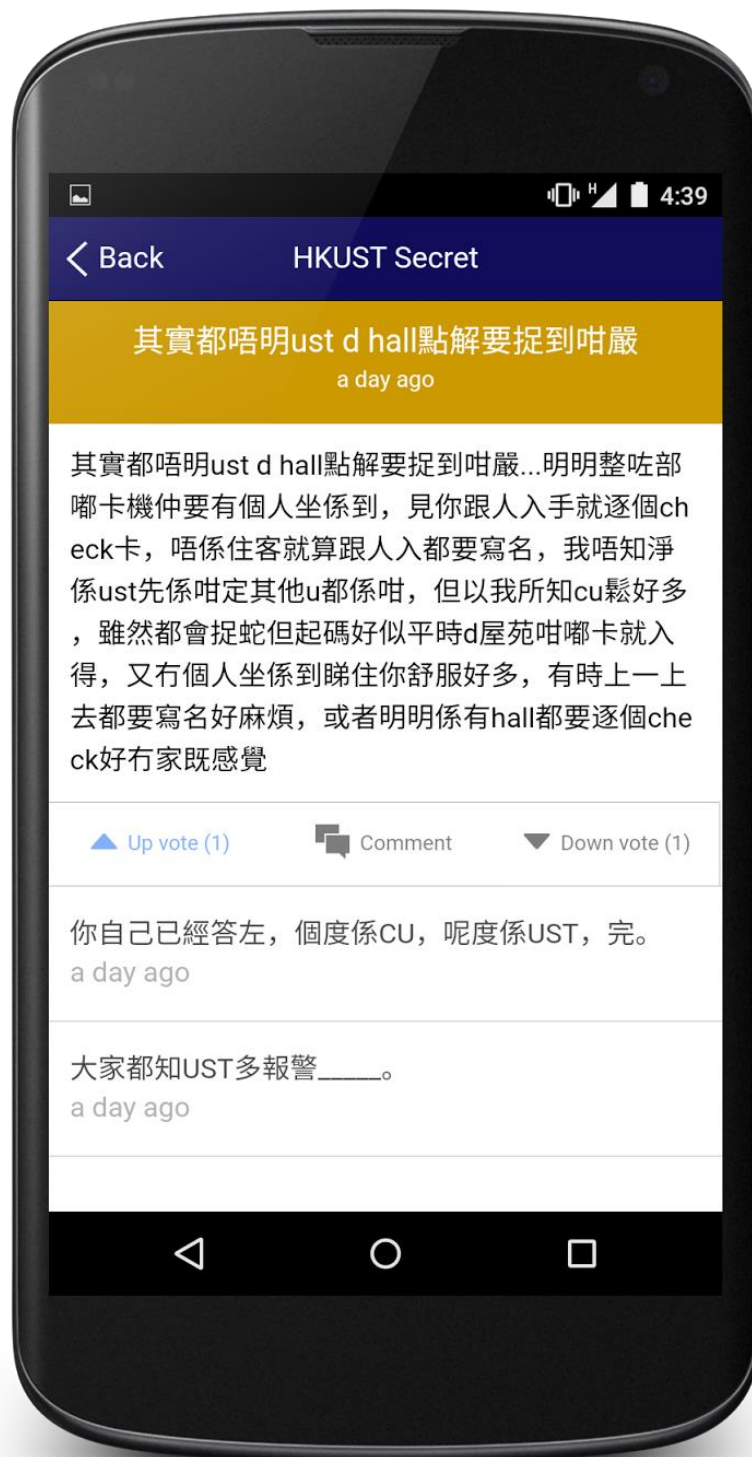 4:39
Back HKUST Secret
其實都唔明ust d hall點解要捉到咁嚴
a day ago
其實都唔明ust d hall點解要捉到咁嚴...明明整咗部
嘟卡機仲要有個人坐係到，見你跟人入手就逐個ch
eck卡，唔係住客就算跟人入都要寫名，我唔知淨
係ust先係咁定其他u都係咁，但以我所知cu鬆好多
，雖然都會捉蛇但起碼好似平時d屋苑咁嘟卡就入
得，又冇個人坐係到睇住你舒服好多，有時上一上
去都要寫名好麻煩，或者明明係有hall都要逐個che
ck好冇家既感覺
Up vote (1) Comment Down vote (1)
你自己已經答左，個度係CU，呢度係UST，完。
a day ago
大家都知UST多報警_____。
a day ago